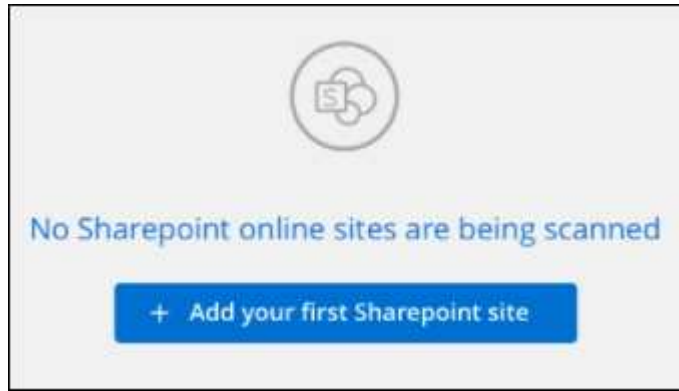 S
No Sharepoint online sites are being scanned
+ Add your first Sharepoint site